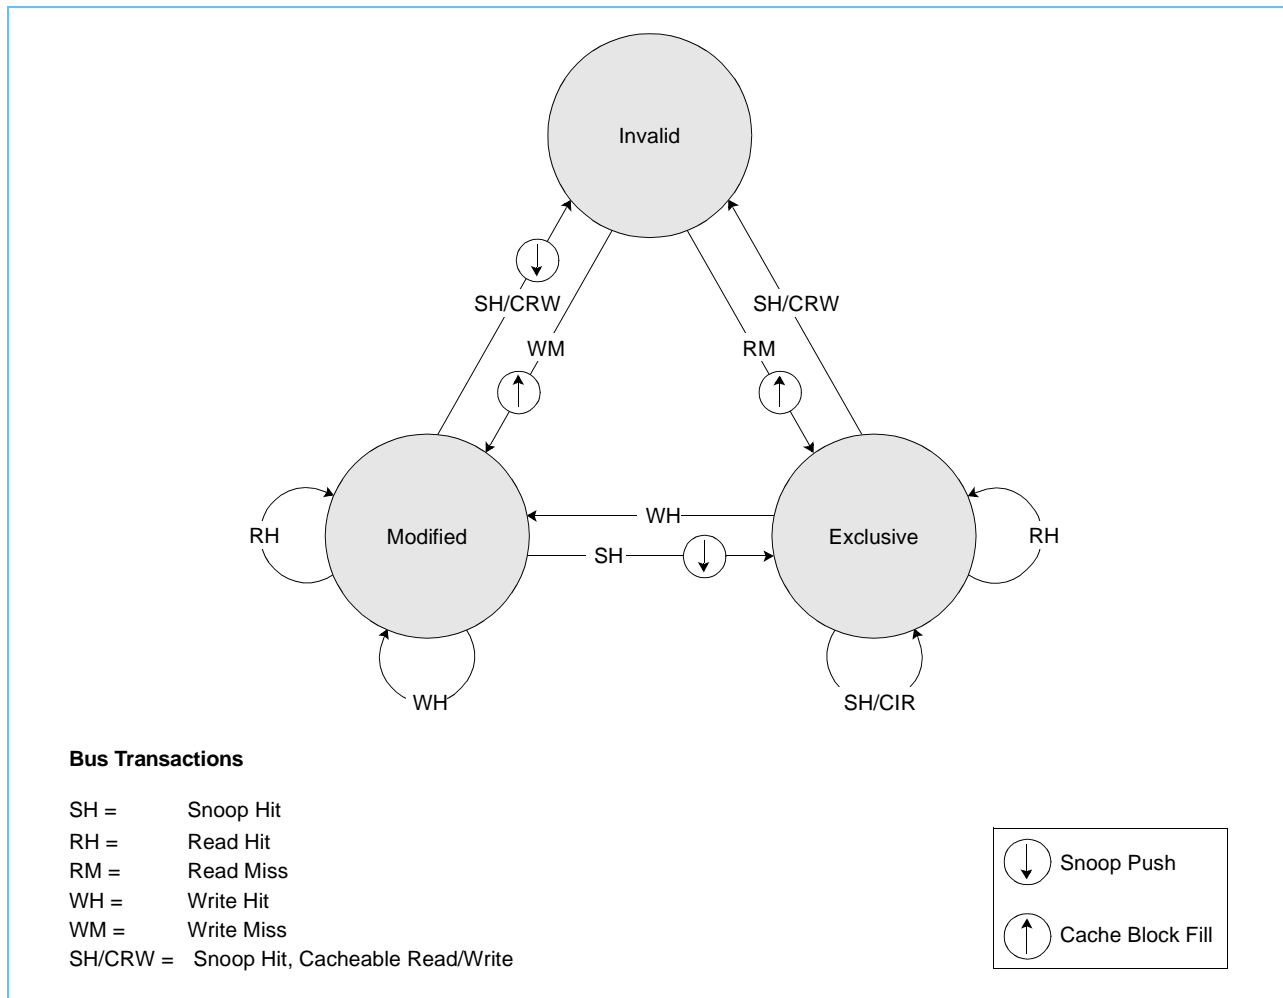 Invalid
SH/CRW
SH/CRW
WM
RM
WH
RH
Modified
Exclusive
RH
SH
WH
SH/CIR
Bus Transactions
SH = Snoop Hit
RH = Read Hit
RM = Read Miss
WH = Write Hit
WM = Write Miss
SH/CRW = Snoop Hit, Cacheable Read/Write
Snoop Push
Cache Block Fill